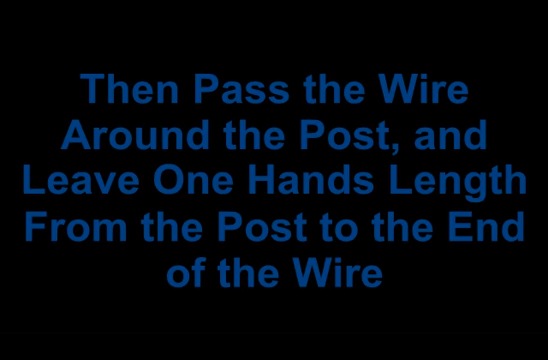 Then Pass the Wire
Around the Post, and
Leave One Hands Length
From the Post to the End
of the Wire